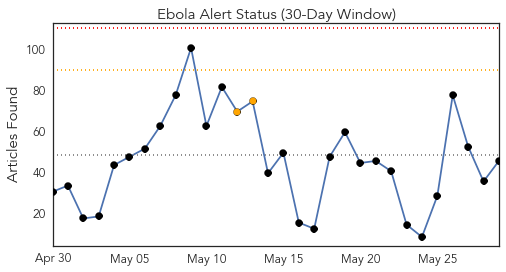 Ebola Alert Status (30-Day Window)
Articles Found
100
80
60
40
20
Apr 30
May 05
May 10
May 15
May 20
May 25